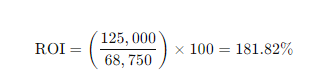 ROI = (125,000 / 68,750) × 100 = 181.82%